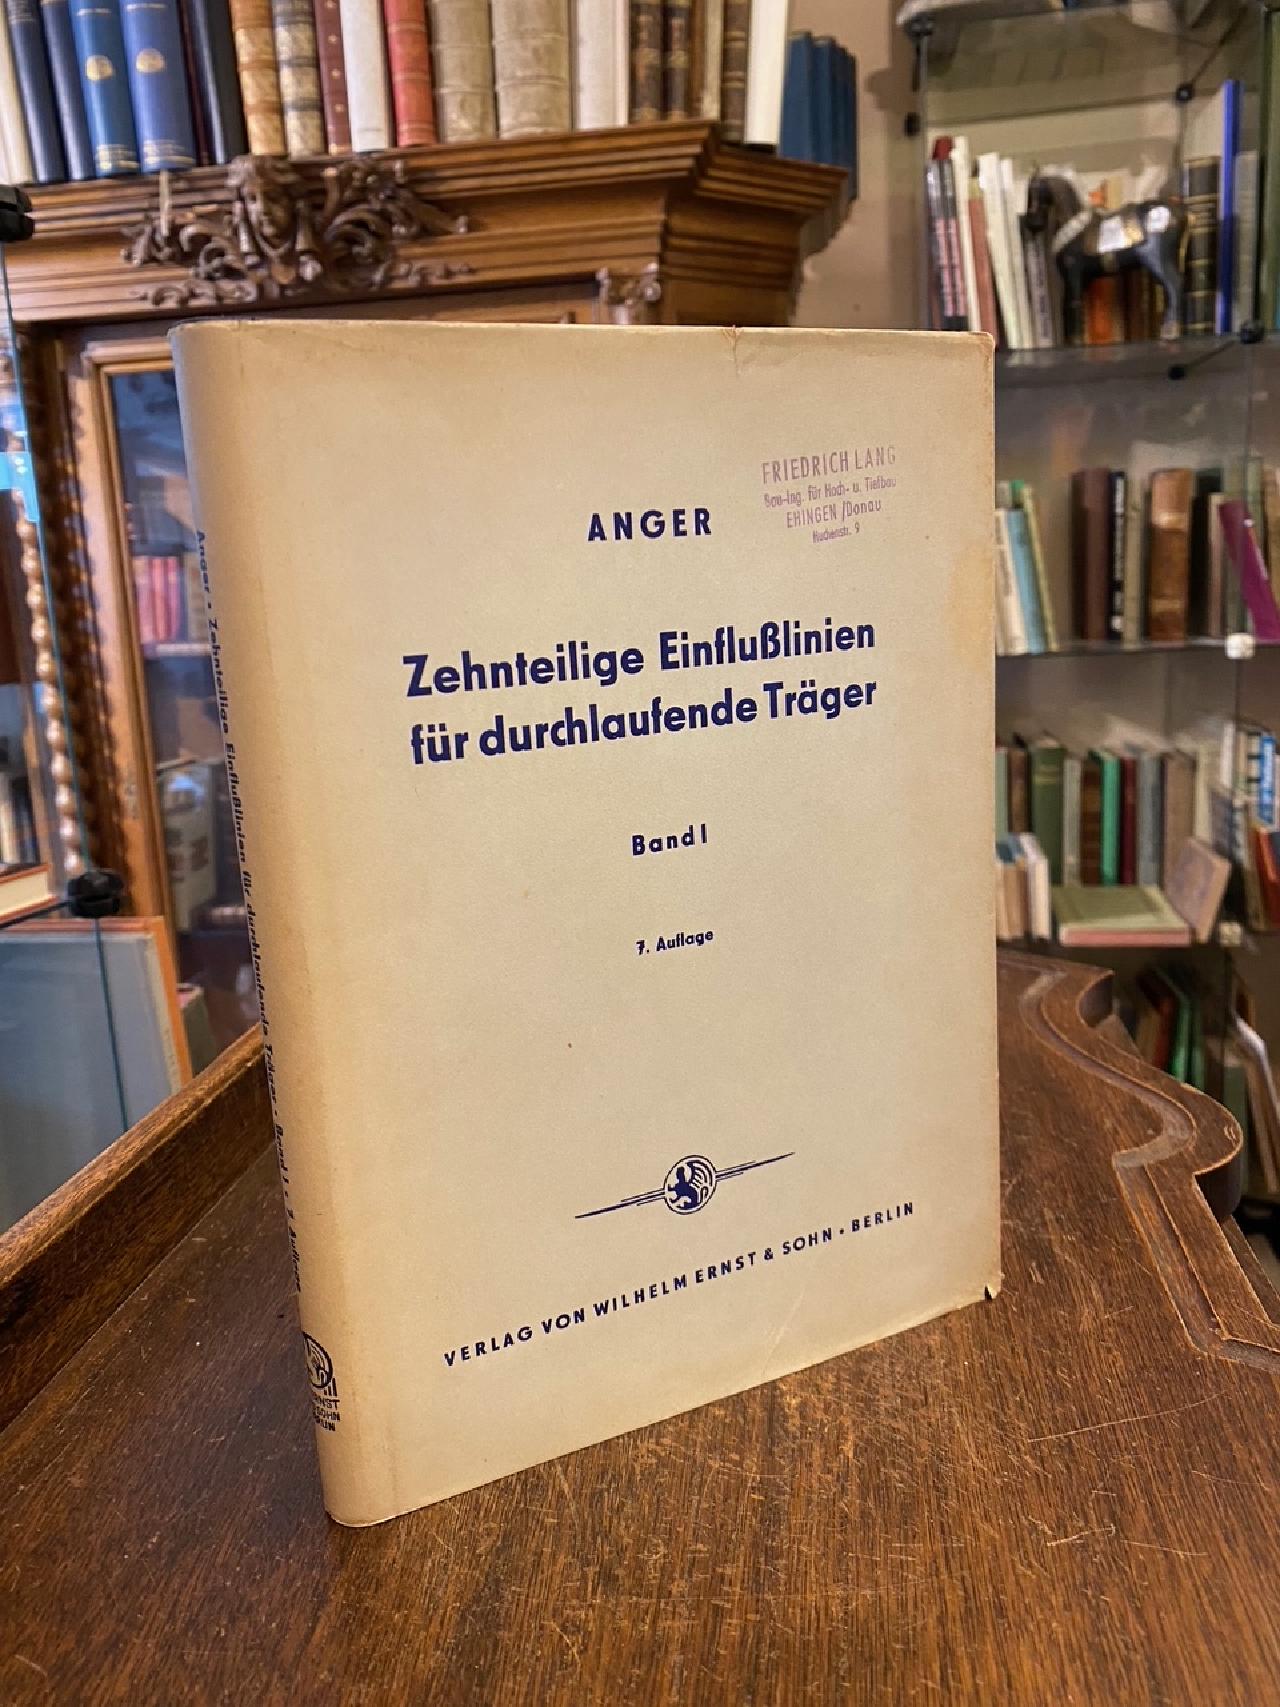 ANGER
FRIEDRICH LANG
Bau-Ing. für Hoch- u. Tiefbau
EHINGEN /Donau
9
Zehnteilige Einflußlinien
für durchlaufende Träger
Band I
7. Auflage
VERLAG VON WILHELM ERNST & SOHN • BERLIN
Anger • Zehnteilige Einflußlinien für durchlaufende Träger • Band I • 7. Auflage